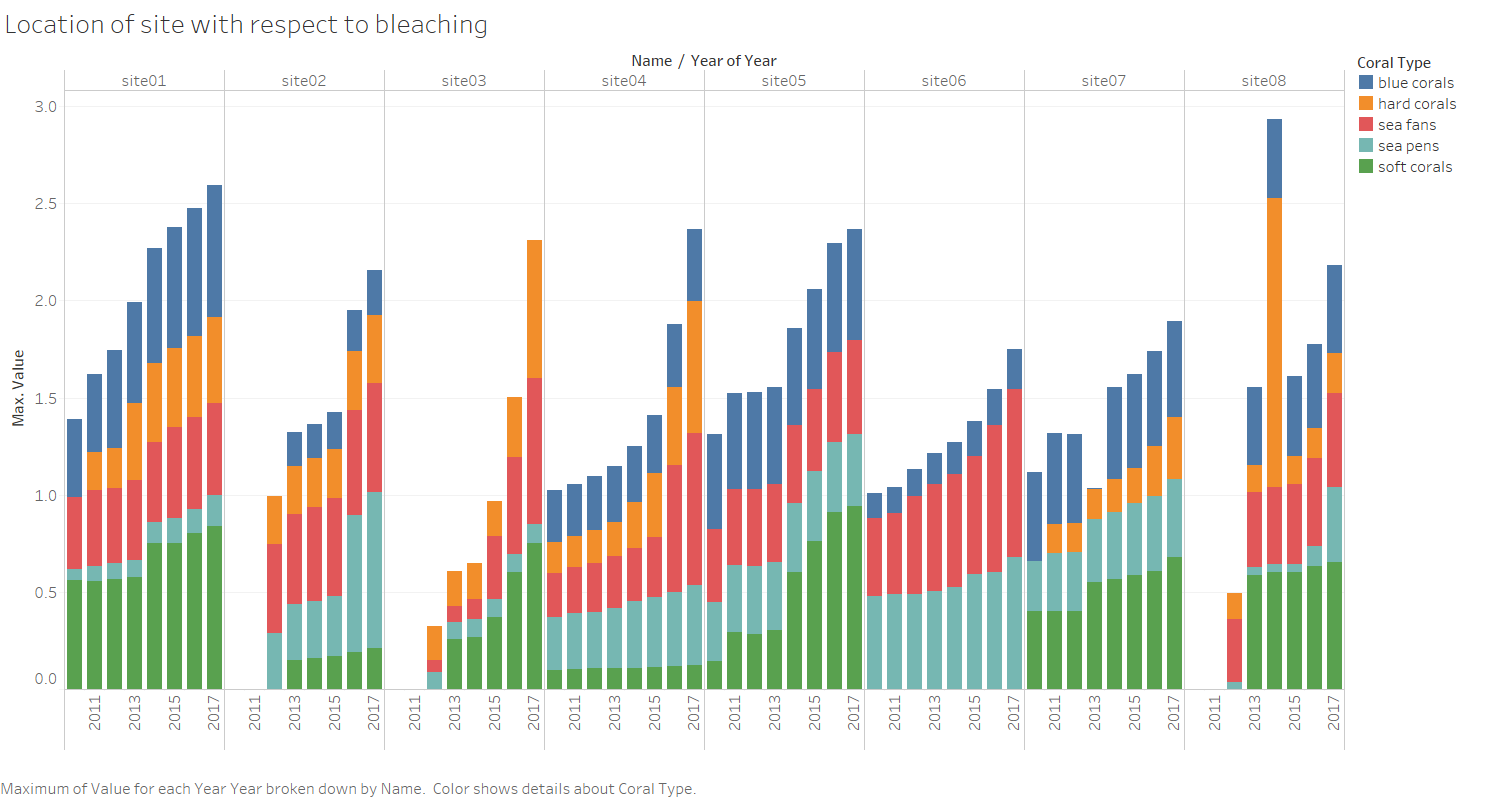 Location of site with respect to bleaching
Name / Year of Year
site01 site02 site03 site04 site05 site06 site07 site08
Coral Type
blue corals
hard corals
sea fans
sea pens
soft corals
Max. Value
3.0
2.5
2.0
1.5
1.0
0.5
0.0
2011 2013 2015 2017 2011 2013 2015 2017 2011 2013 2015 2017 2011 2013 2015 2017 2011 2013 2015 2017 2011 2013 2015 2017 2011 2013 2015 2017 2011 2013 2015 2017
Maximum of Value for each Year Year broken down by Name. Color shows details about Coral Type.